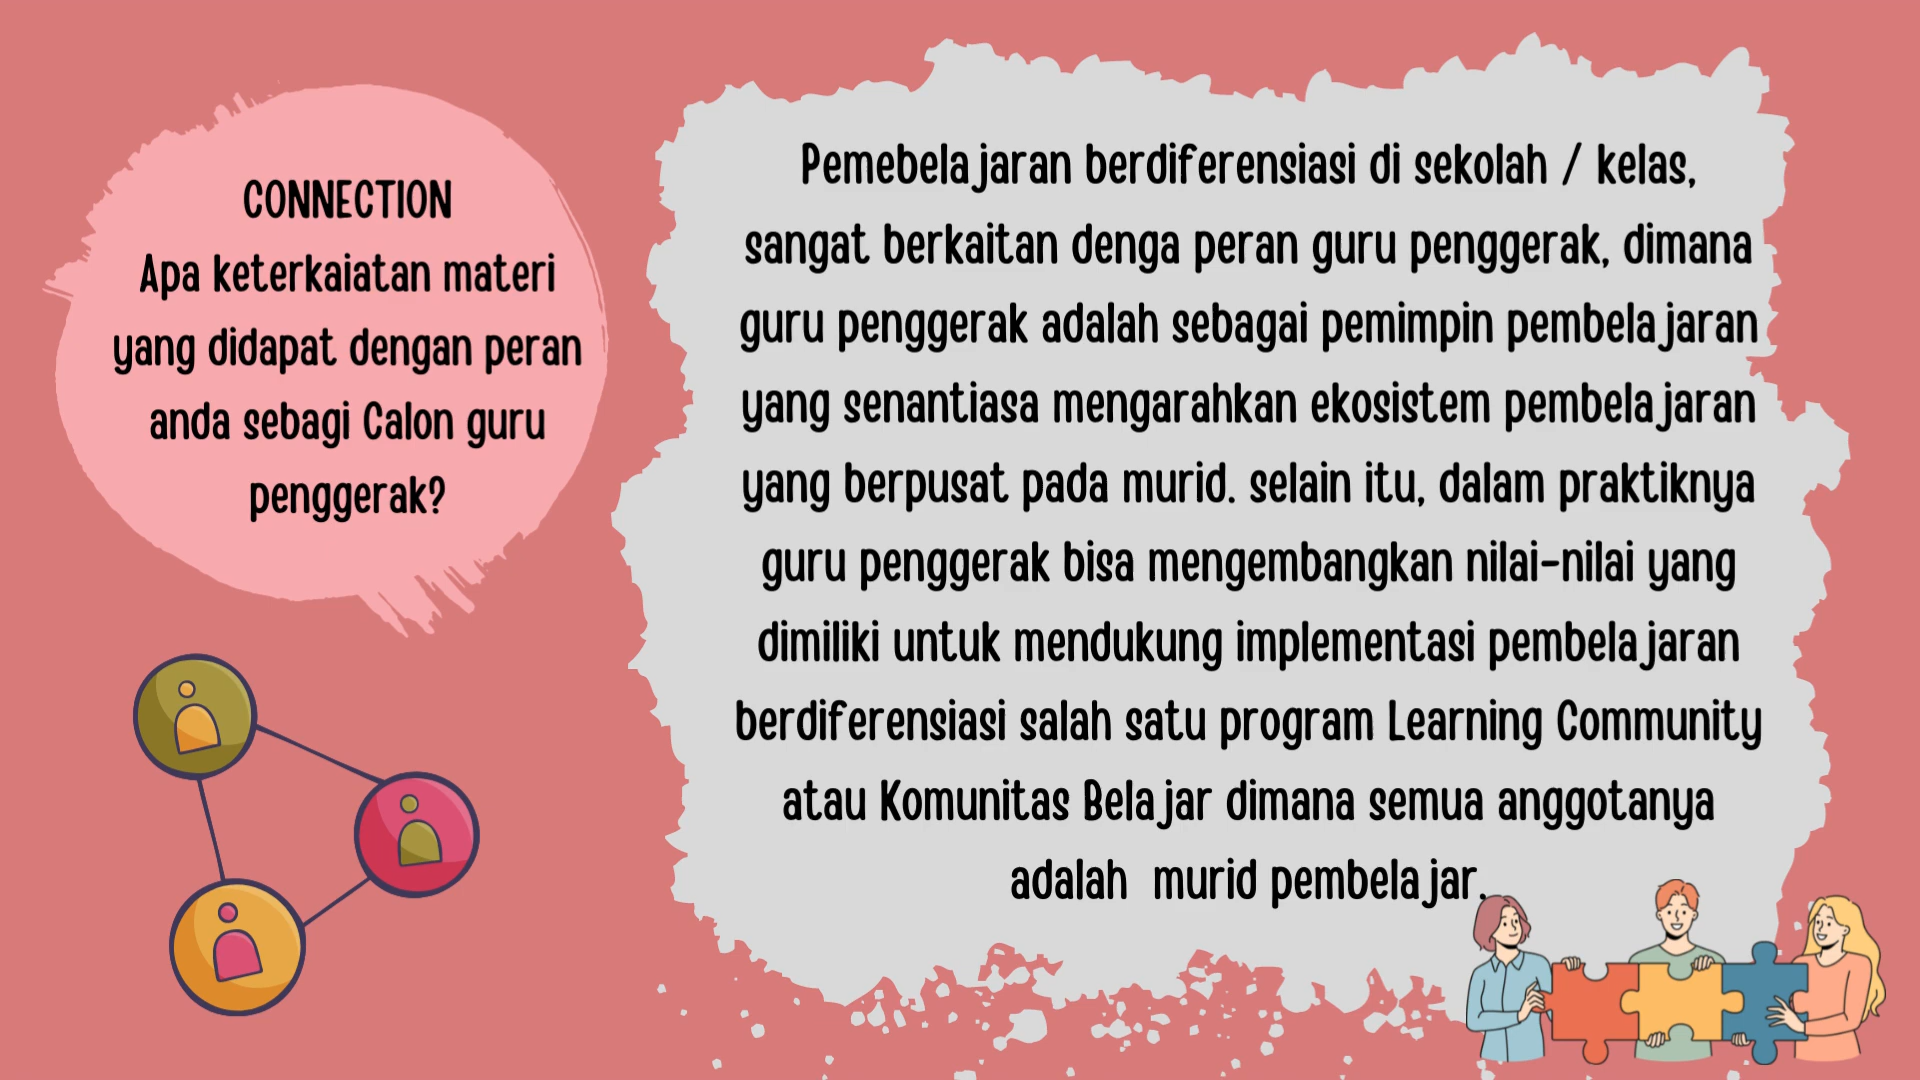 CONNECTION
Apa keterkaiatan materi
yang didapat dengan peran
anda sebagi Calon guru
penggerak?
Pemebelajaran berdiferensiasi di sekolah / kelas,
sangat berkaitan denga peran guru penggerak, dimana
guru penggerak adalah sebagai pemimpin pembelajaran
yang senantiasa mengarahkan ekosistem pembelajaran
yang berpusat pada murid. selain itu, dalam praktiknya
guru penggerak bisa mengembangkan nilai-nilai yang
dimiliki untuk mendukung implementasi pembelajaran
berdiferensiasi salah satu program Learning Community
atau Komunitas Belajar dimana semua anggotanya
adalah  murid pembelajar.